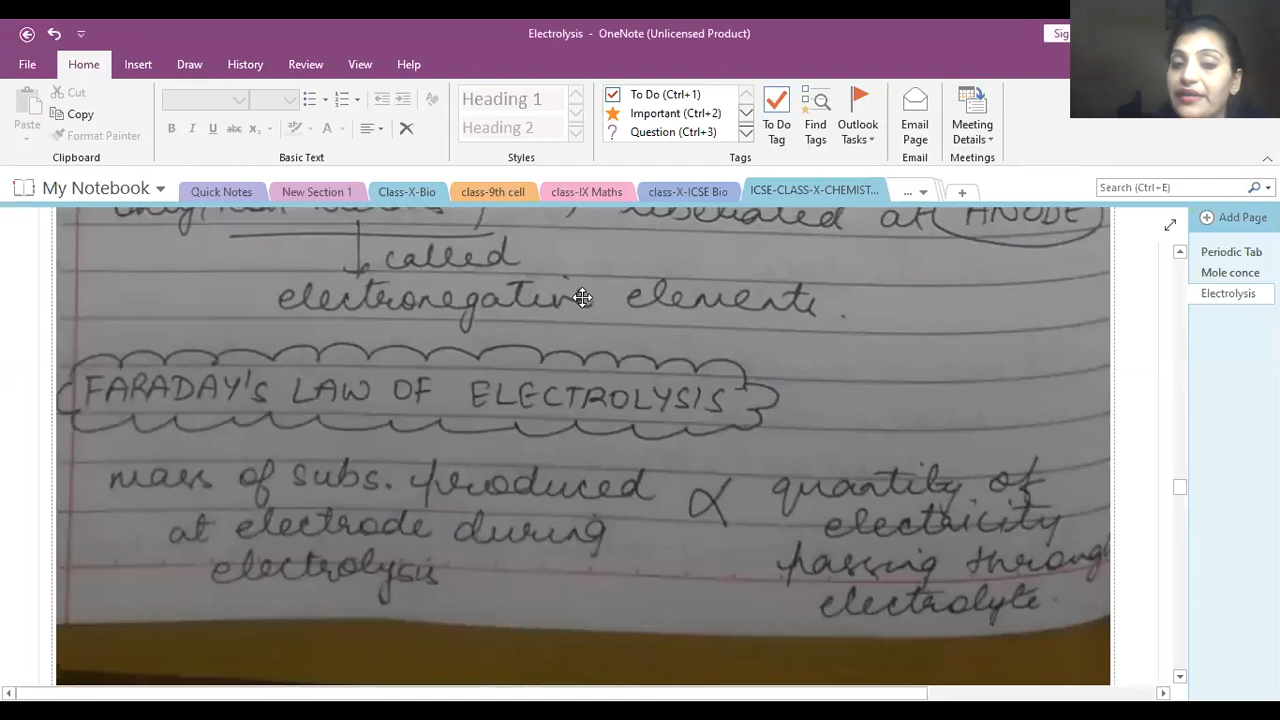 Electrolysis - OneNote (Unlicensed Product)
Sig
File Home Insert Draw History Review View Help
Cut
Copy
Format Painter
Paste
Clipboard
B I U abc x₂ A
Basic Text
Heading 1
Heading 2
Styles
To Do (Ctrl+1)
Important (Ctrl+2)
? Question (Ctrl+3)
To Do Tag
Find Tags
Outlook Tasks
Tags
Email Page
Email
Meeting Details
Meetings
My Notebook
Quick Notes New Section 1 Class-X-Bio class-9th cell class-IX Maths class-X-ICSE Bio ICSE-CLASS-X-CHEMIST... ...
Search (Ctrl+E)
Add Page
Periodic Tab
Mole conce
Electrolysis
liberated at ANODE
called
electronegative elements.
FARADAY'S LAW OF ELECTROLYSIS
mass of subs. produced ∝ quantity of
at electrode during electricity
electrolysis passing through
electrolyte.